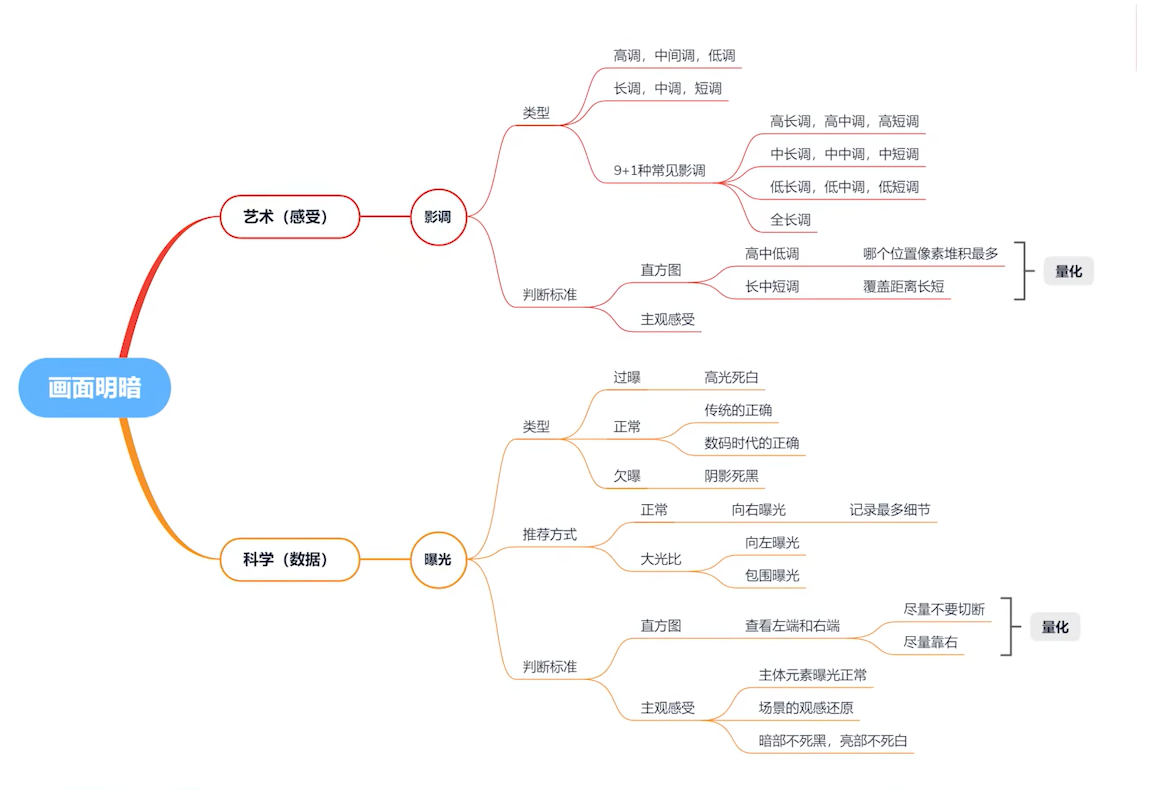 画面明暗
艺术（感受）
影调
类型
高调，中间调，低调
长调，中调，短调
9+1种常见影调
高长调，高中调，高短调
中长调，中中调，中短调
低长调，低中调，低短调
全长调
判断标准
直方图
高中低调
哪个位置像素堆积最多
长中短调
覆盖距离长短
量化
主观感受
科学（数据）
曝光
类型
过曝
高光死白
正常
传统的正确
数码时代的正确
欠曝
阴影死黑
推荐方式
正常
向右曝光
记录最多细节
大光比
向左曝光
包围曝光
判断标准
直方图
查看左端和右端
尽量不要切断
尽量靠右
量化
主观感受
主体元素曝光正常
场景的观感还原
暗部不死黑，亮部不死白